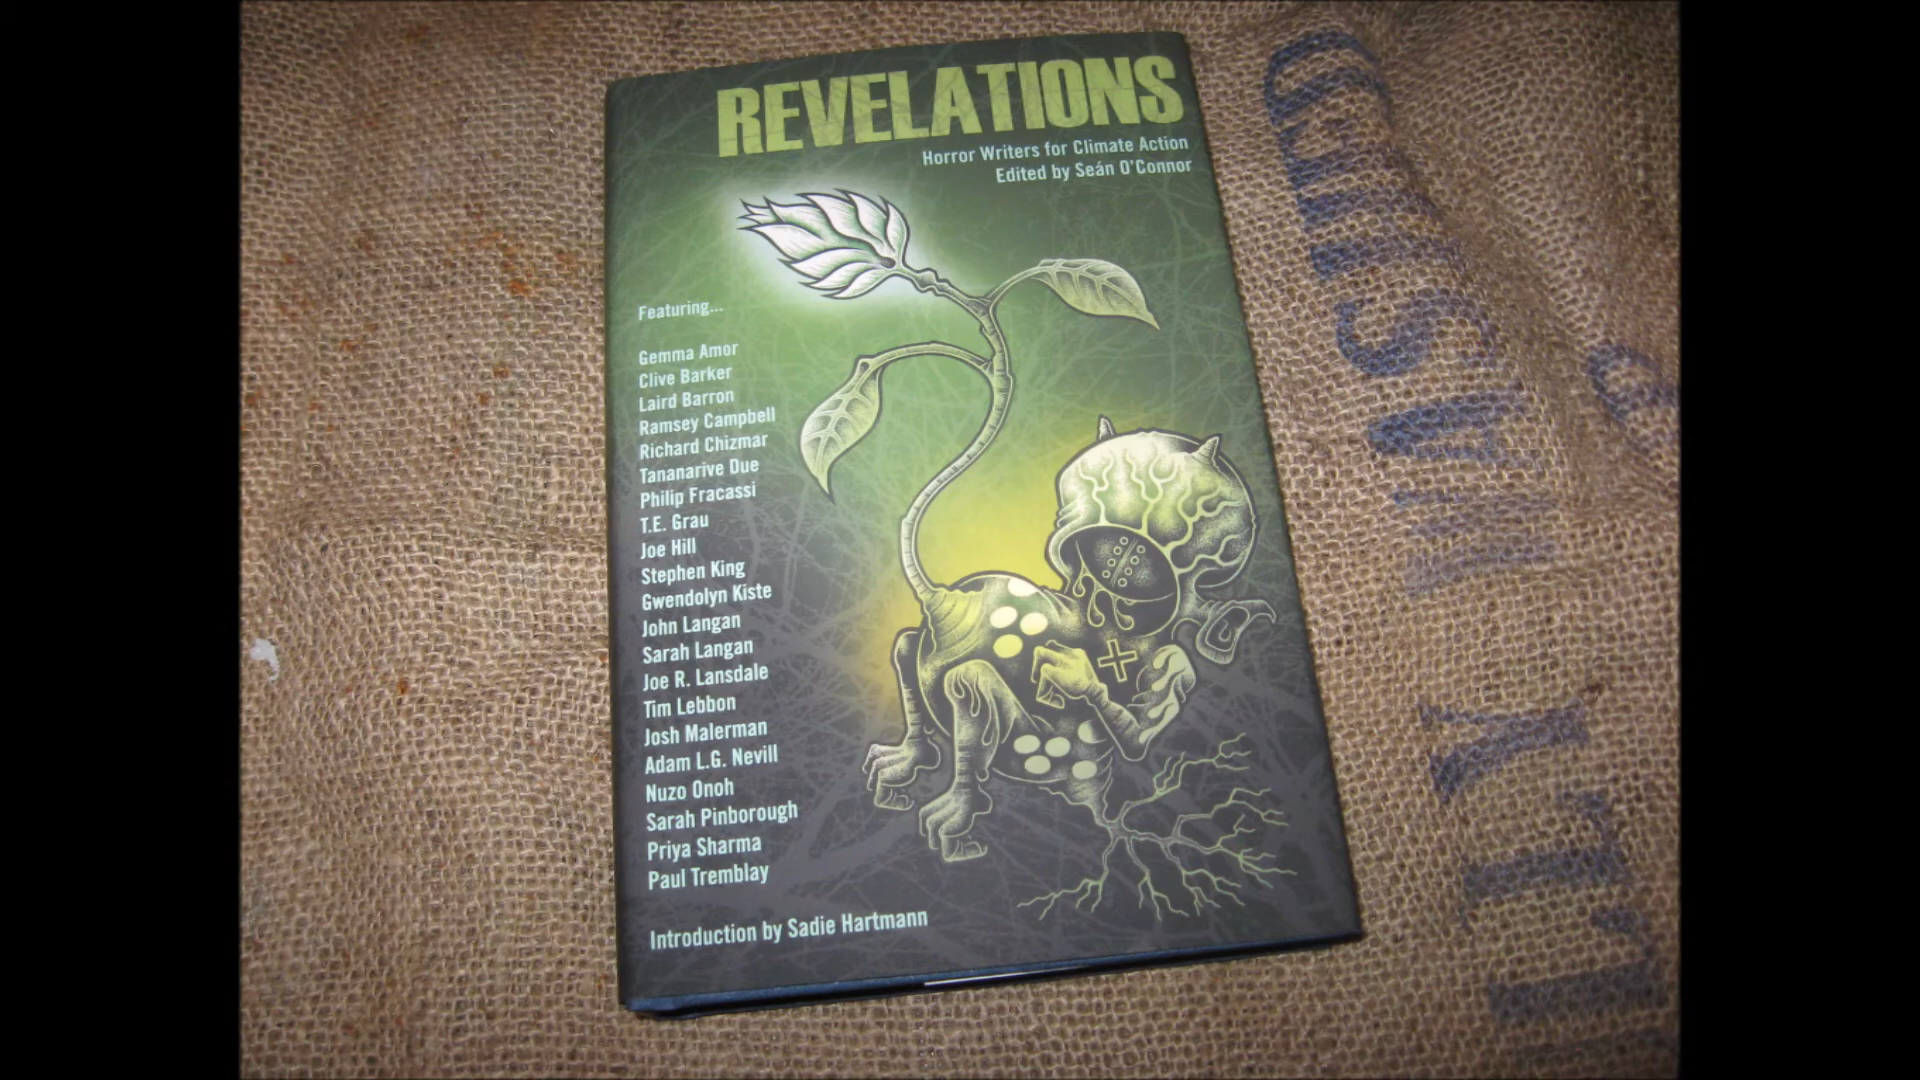 REVELATIONS
Horror Writers for Climate Action
Edited by Seán O'Connor
Featuring...
Gemma Amor
Clive Barker
Laird Barron
Ramsey Campbell
Richard Chizmar
Tananarive Due
Philip Fracassi
T.E. Grau
Joe Hill
Stephen King
Gwendolyn Kiste
John Langan
Sarah Langan
Joe R. Lansdale
Tim Lebbon
Josh Malerman
Adam L.G. Nevill
Nuzo Onoh
Sarah Pinborough
Priya Sharma
Paul Tremblay
Introduction by Sadie Hartmann